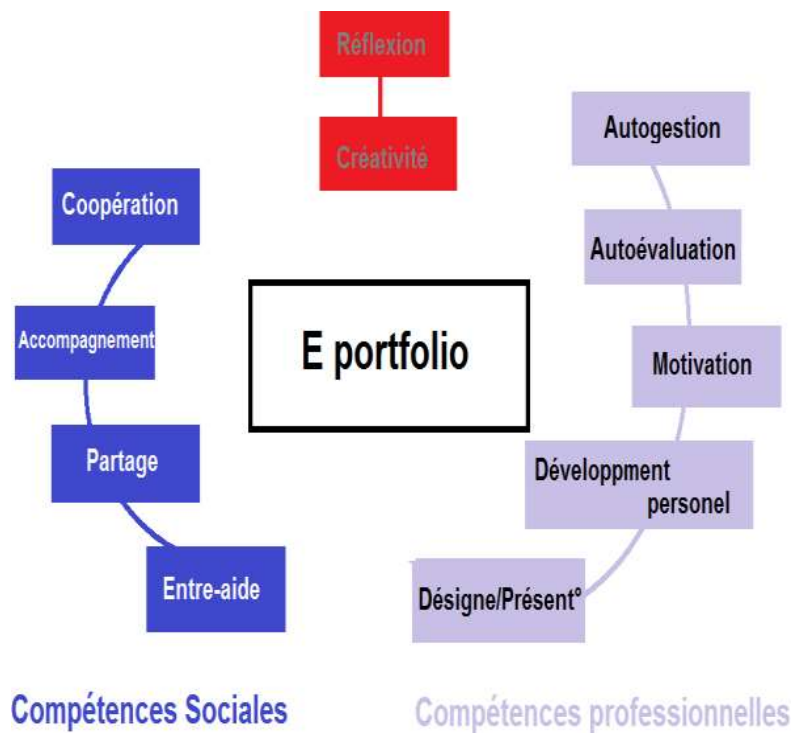 Réflexion
Créativité
Coopération
Accompagnement
Partage
Entre-aide
E portfolio
Autogestion
Autoévaluation
Motivation
Développment
personel
Désigne/Présent°
Compétences Sociales
Compétences professionnelles